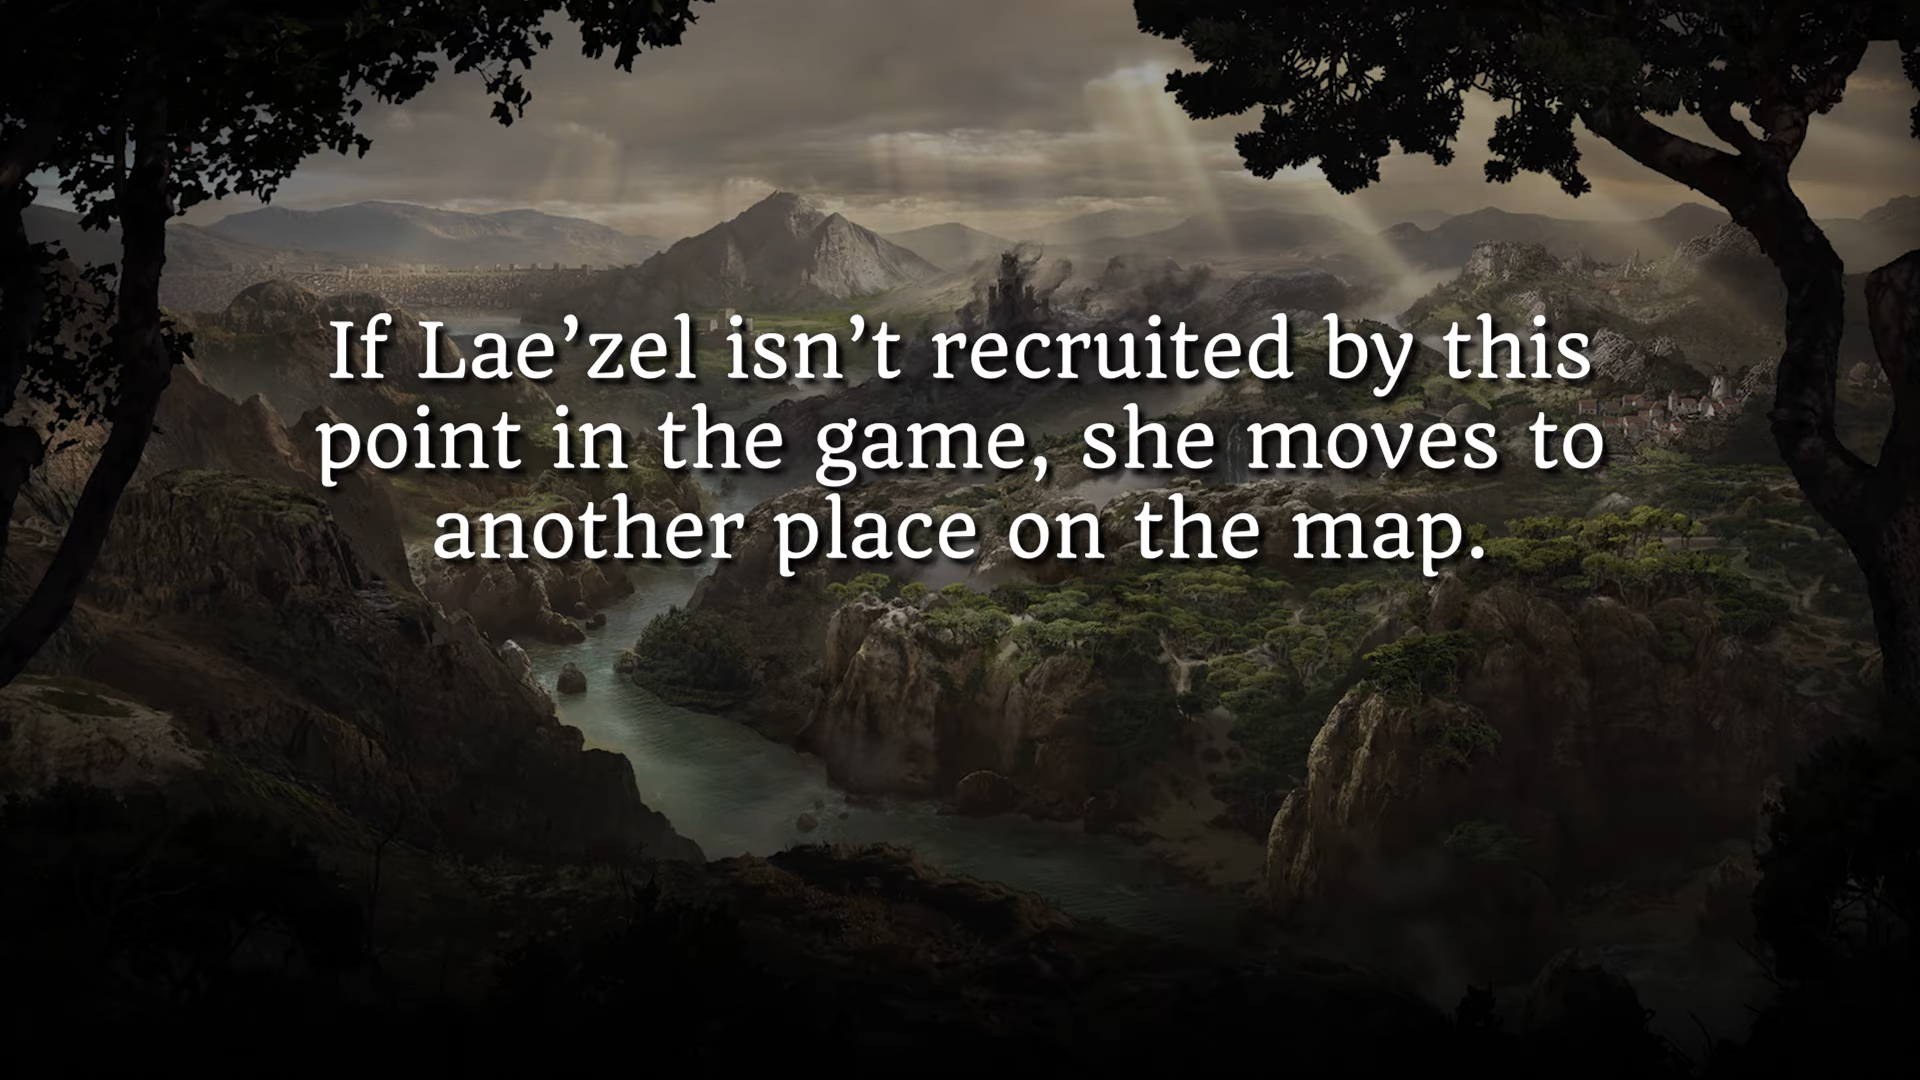 If Lae’zel isn’t recruited by this
point in the game, she moves to
another place on the map.